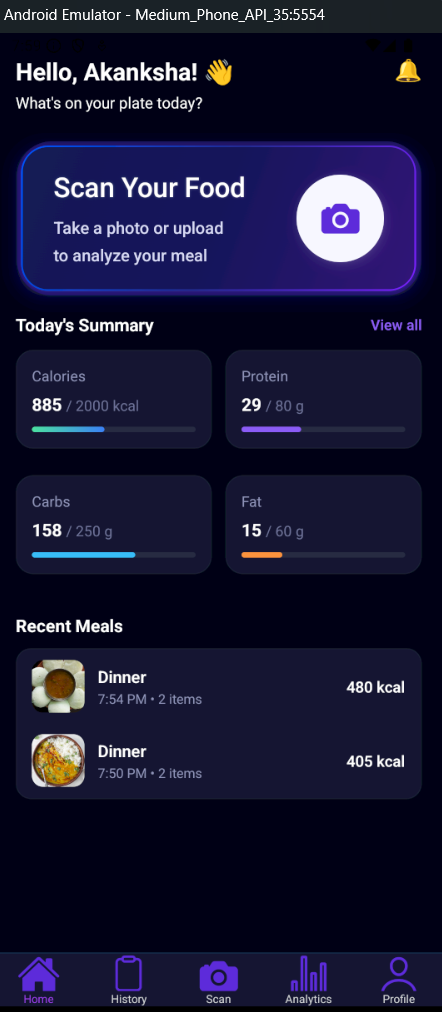 Android Emulator - Medium_Phone_API_35:5554
Hello, Akanksha! 👋
What's on your plate today?
Scan Your Food
Take a photo or upload
to analyze your meal
Today's Summary
View all
Calories
885 / 2000 kcal
Protein
29 / 80 g
Carbs
158 / 250 g
Fat
15 / 60 g
Recent Meals
Dinner
7:54 PM • 2 items
480 kcal
Dinner
7:50 PM • 2 items
405 kcal
Home
History
Scan
Analytics
Profile